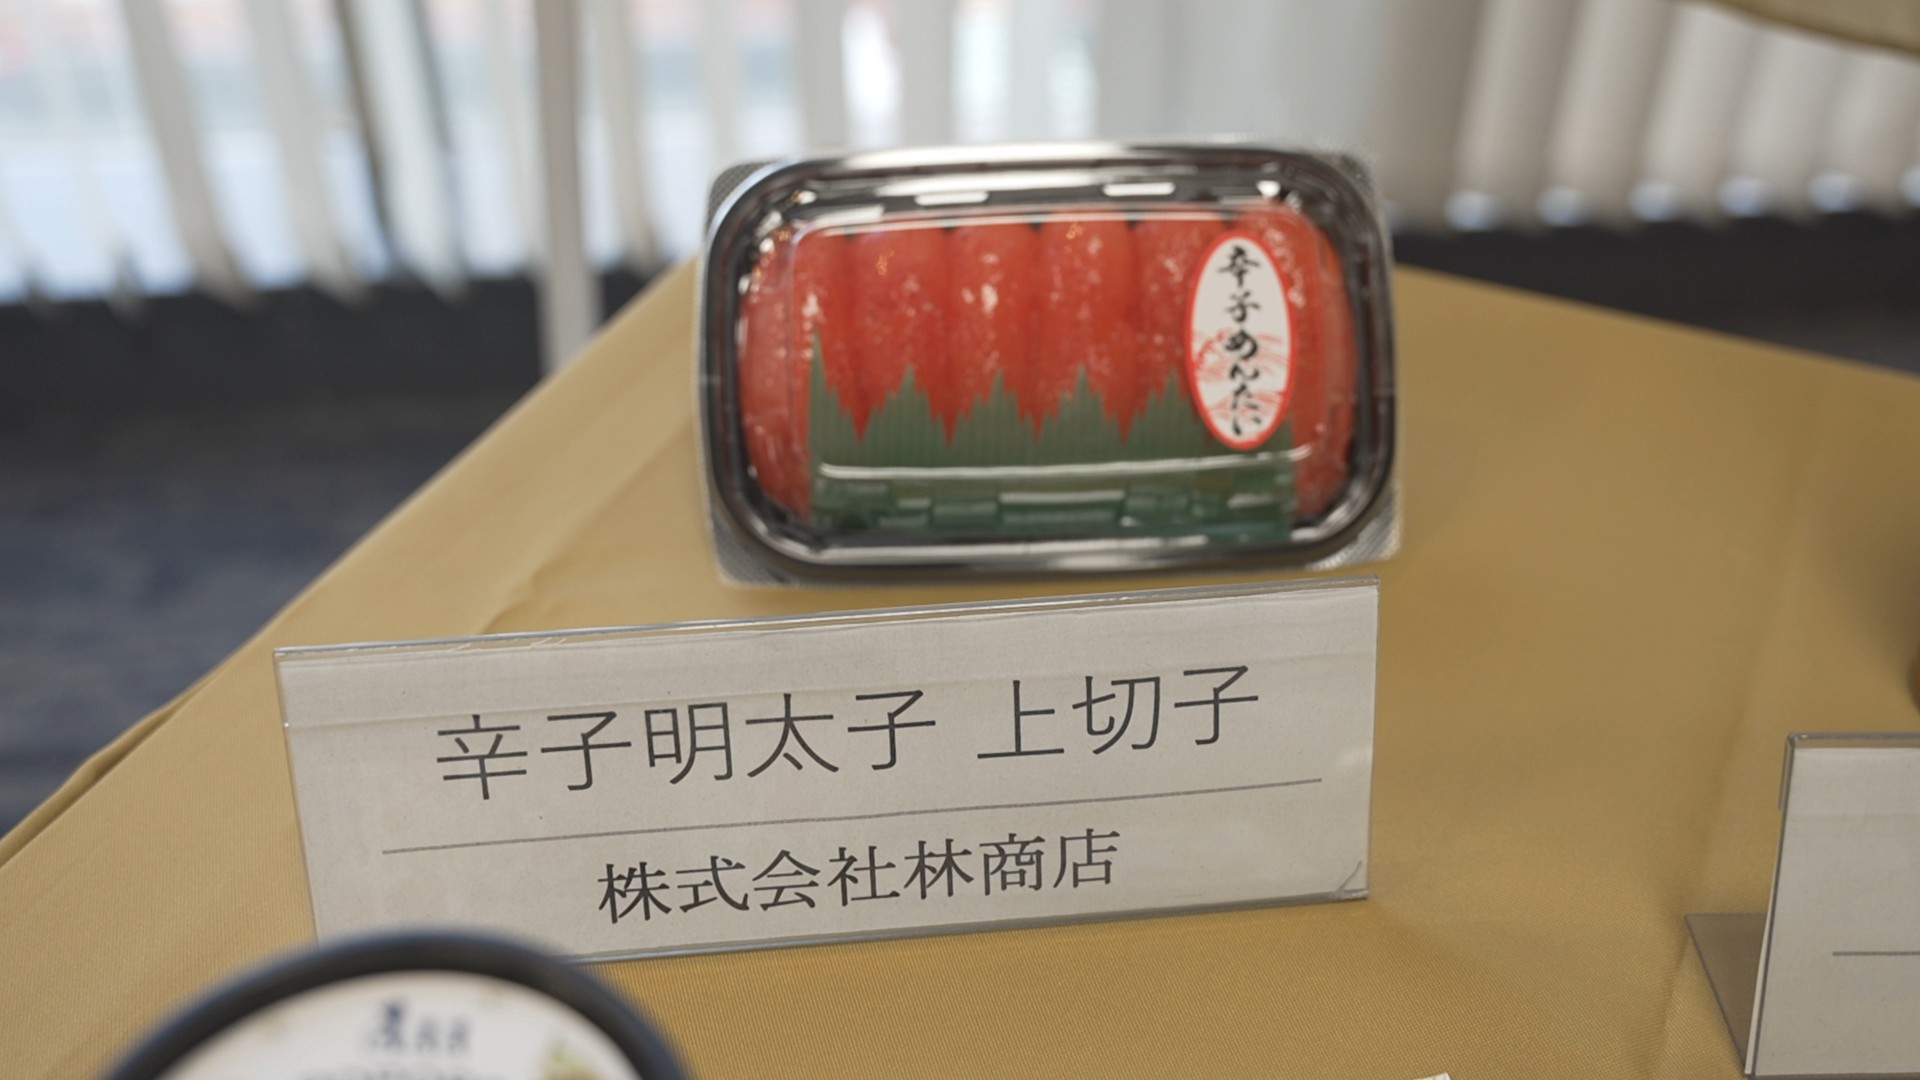 辛子めんたい
辛子明太子 上切子
株式会社林商店